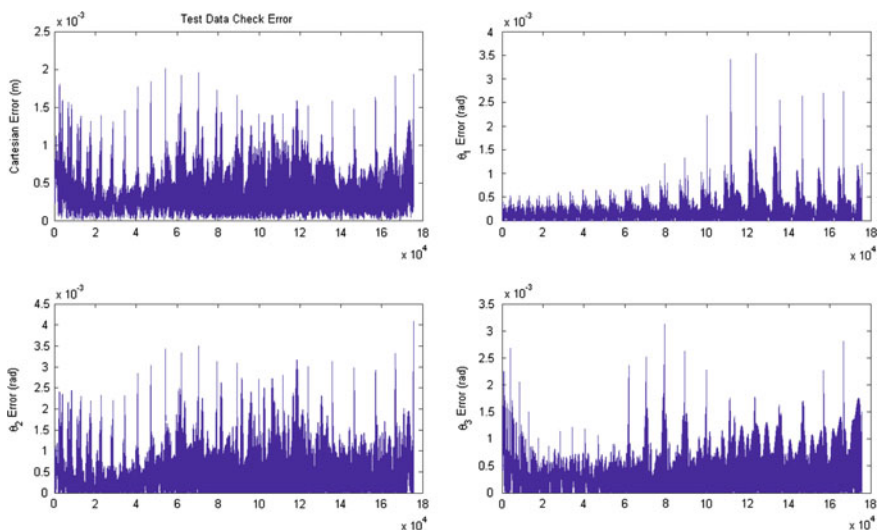 x 10⁻³
Test Data Check Error
2.5
2
1.5
1
0.5
0
Cartesian Error (m)
0 2 4 6 8 10 12 14 16 18
x 10⁴
x 10⁻³
4
3.5
3
2.5
2
1.5
1
0.5
0
θ₁ Error (rad)
0 2 4 6 8 10 12 14 16 18
x 10⁴
x 10⁻³
4.5
4
3.5
3
2.5
2
1.5
1
0.5
0
θ₂ Error (rad)
0 2 4 6 8 10 12 14 16 18
x 10⁴
x 10⁻³
3.5
3
2.5
2
1.5
1
0.5
0
θ₃ Error (rad)
0 2 4 6 8 10 12 14 16 18
x 10⁴